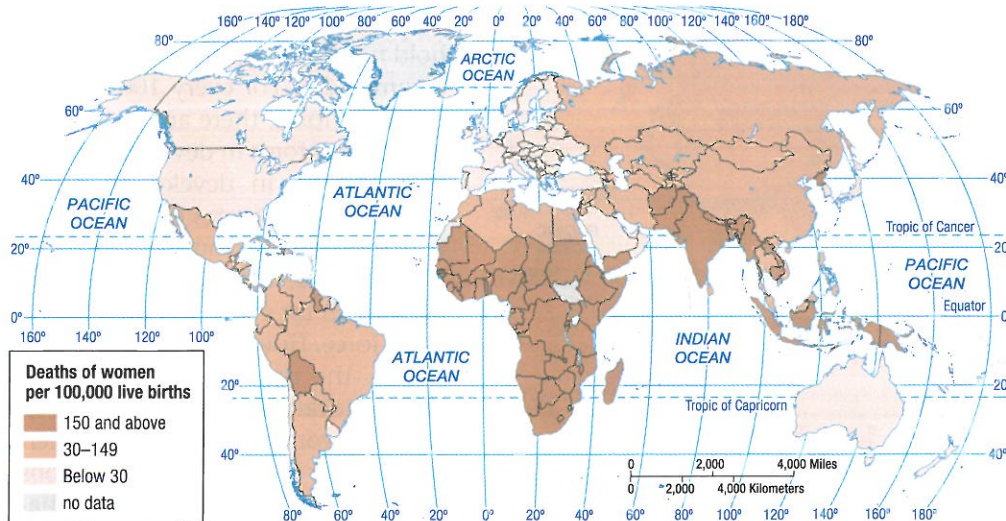 160° 140° 120° 100° 80° 60° 40° 20° 0° 20° 40° 60° 80° 100° 120° 140° 160° 180°
80° 80°
ARCTIC
OCEAN
60° 60°
40° 40°
PACIFIC
OCEAN
ATLANTIC
OCEAN
Tropic of Cancer
20° 20°
PACIFIC
OCEAN
Equator
0° 0°
160° 140° 120° 100°
ATLANTIC
OCEAN
INDIAN
OCEAN
20° 20°
Tropic of Capricorn
40° 40°
Deaths of women
per 100,000 live births
150 and above
30–149
Below 30
no data
0 2,000 4,000 Miles
0 2,000 4,000 Kilometers
80° 60° 40° 20° 0° 20° 40° 60° 80° 100° 120° 140° 160° 180°